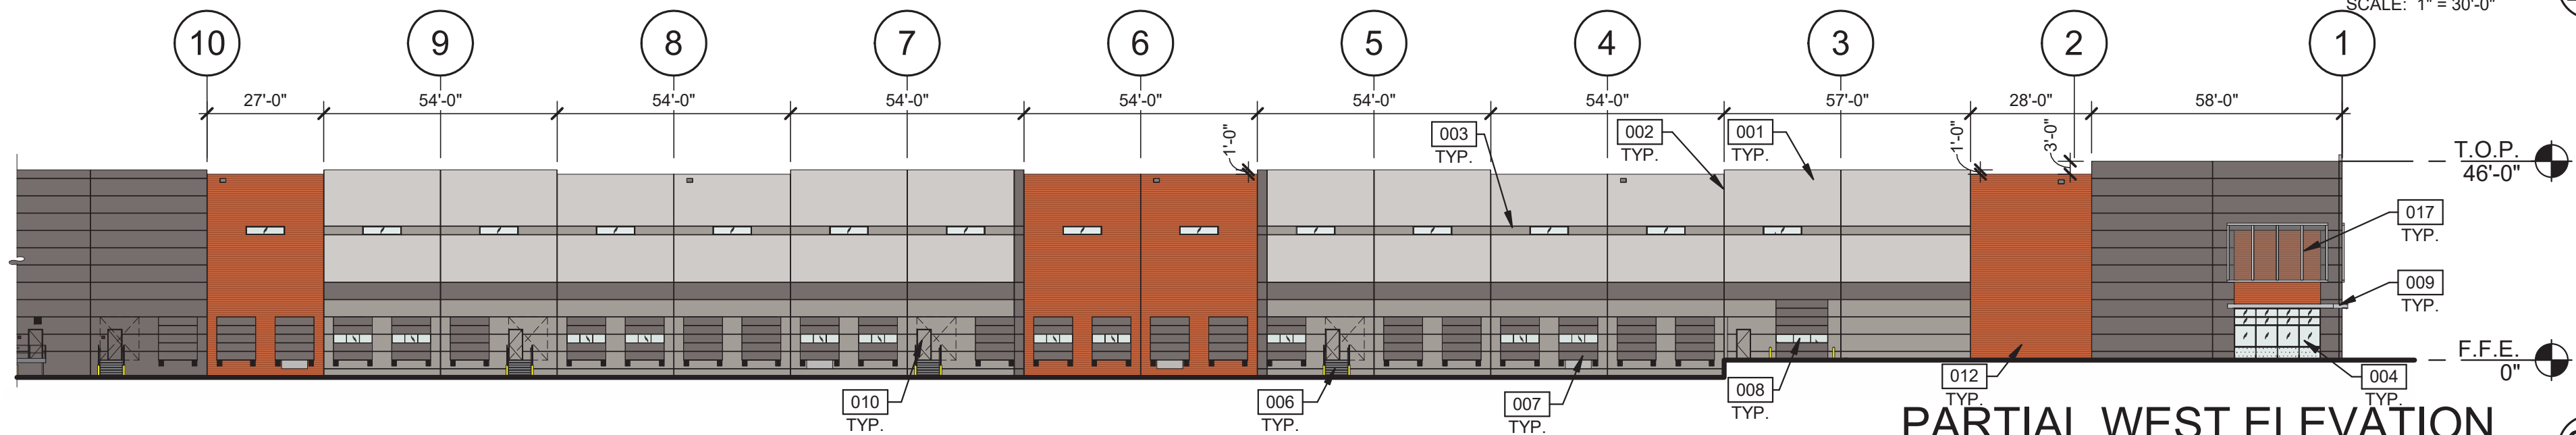 SCALE: 1" = 30'-0"
10 9 8 7 6 5 4 3 2 1
27'-0" 54'-0" 54'-0" 54'-0" 54'-0" 54'-0" 54'-0" 57'-0" 28'-0" 58'-0"
1'-0" 003 TYP. 002 TYP. 001 TYP. 1'-0" 3'-0"
T.O.P.
46'-0"
017
TYP.
009
TYP.
F.F.E.
0"
010
TYP.
006
TYP.
007
TYP.
008
TYP.
012
TYP.
004
TYP.
PARTIAL WEST ELEVATION